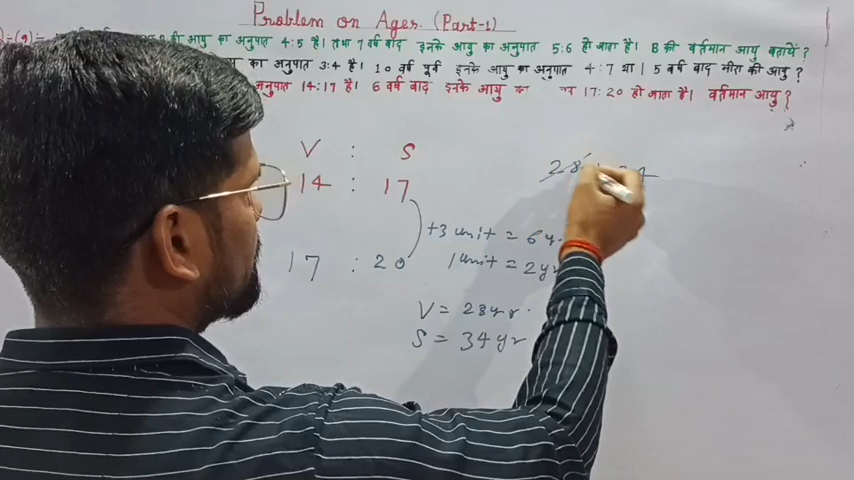 Problem on Ages. (Part-1)
की आयु का अनुपात 4:5 है। तथा 7 वर्ष बाद इनके आयु का अनुपात 5:6 हो जाता है। B की वर्तमान आयु बतायें?
का अनुपात 3:4 है। 10 वर्ष पूर्व इनके आयु का अनुपात 4:7 था। 5 वर्ष बाद मीरा की आयु?
अनुपात 14:17 है। 6 वर्ष बाद इनके आयु 17:20 हो जाता है। वर्तमान आयु?
V : S
14 : 17
17 : 20
+3 unit = 6
1 unit = 2
V = 28 yr.
S = 34 yr
28